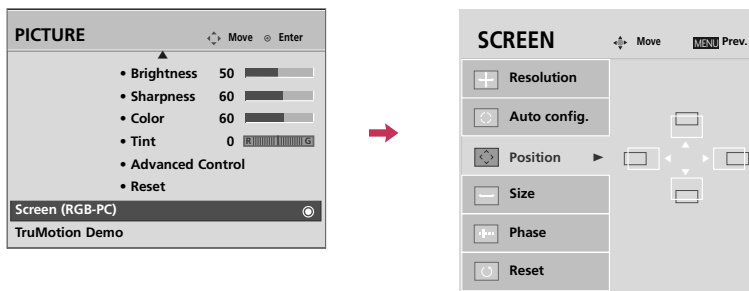 PICTURE Move Enter
• Brightness 50
• Sharpness 60
• Color 60
• Tint 0 R G
• Advanced Control
• Reset
Screen (RGB-PC)
TruMotion Demo
SCREEN Move MENU Prev.
Resolution
Auto config.
Position
Size
Phase
Reset